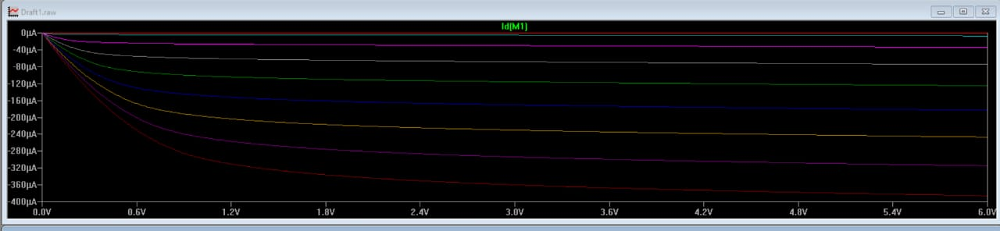 Draft1.raw
Id(M1)
0µA
-40µA
-80µA
-120µA
-160µA
-200µA
-240µA
-280µA
-320µA
-360µA
-400µA
0.0V 0.6V 1.2V 1.8V 2.4V 3.0V 3.6V 4.2V 4.8V 5.4V 6.0V